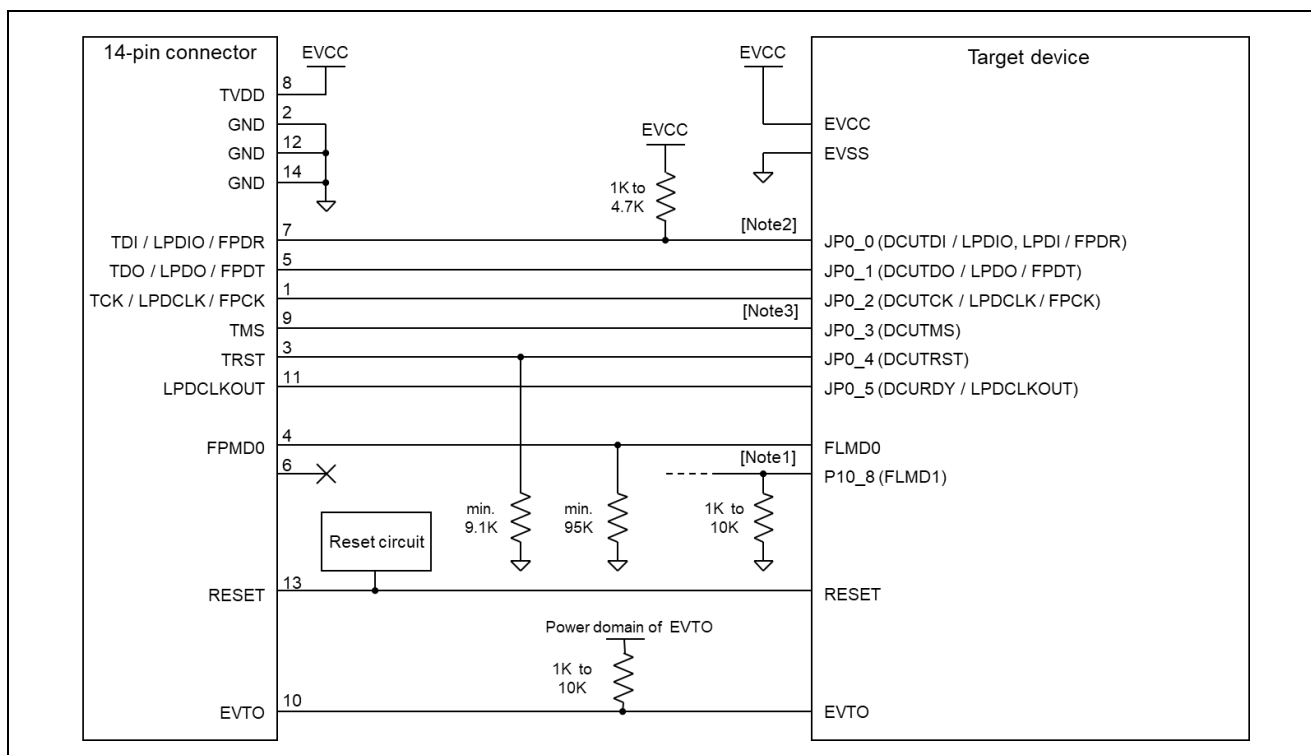 14-pin connector
EVCC
EVCC
Target device
TVDD
8
GND
2
GND
12
GND
14
EVCC
EVCC
EVSS
1K to
4.7K
TDI / LPDIO / FPDR
7
[Note2]
JP0_0 (DCUTDI / LPDIO, LPDI / FPDR)
TDO / LPDO / FPDT
5
JP0_1 (DCUTDO / LPDO / FPDT)
TCK / LPDCLK / FPCK
1
JP0_2 (DCUTCK / LPDCLK / FPCK)
[Note3]
TMS
9
JP0_3 (DCUTMS)
TRST
3
JP0_4 (DCUTRST)
LPDCLKOUT
11
JP0_5 (DCURDY / LPDCLKOUT)
FPMD0
4
FLMD0
6
[Note1]
P10_8 (FLMD1)
min.
9.1K
min.
95K
1K to
10K
Reset circuit
RESET
13
RESET
Power domain of EVTO
1K to
10K
EVTO
10
EVTO